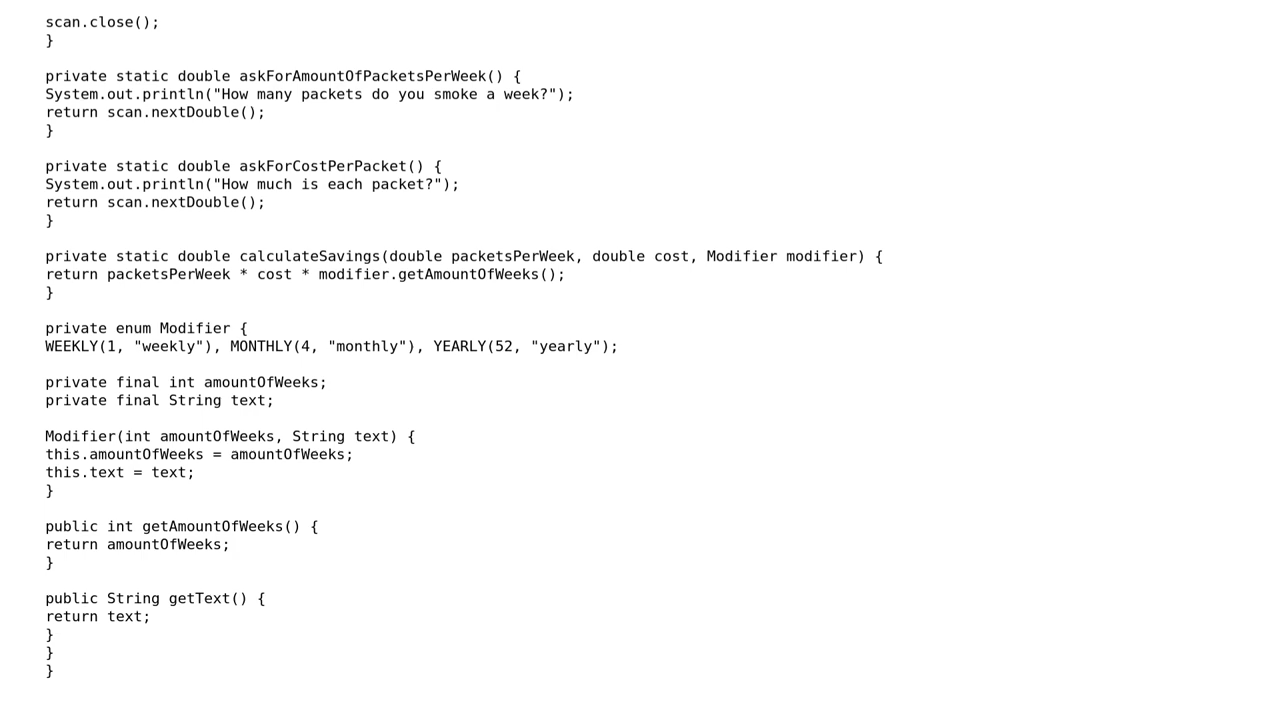 scan.close();
}
private static double askForAmountOfPacketsPerWeek() {
System.out.println("How many packets do you smoke a week?");
return scan.nextDouble();
}
private static double askForCostPerPacket() {
System.out.println("How much is each packet?");
return scan.nextDouble();
}
private static double calculateSavings(double packetsPerWeek, double cost, Modifier modifier) {
return packetsPerWeek * cost * modifier.getAmountOfWeeks();
}
private enum Modifier {
WEEKLY(1, "weekly"), MONTHLY(4, "monthly"), YEARLY(52, "yearly");
private final int amountOfWeeks;
private final String text;
Modifier(int amountOfWeeks, String text) {
this.amountOfWeeks = amountOfWeeks;
this.text = text;
}
public int getAmountOfWeeks() {
return amountOfWeeks;
}
public String getText() {
return text;
}
}
}